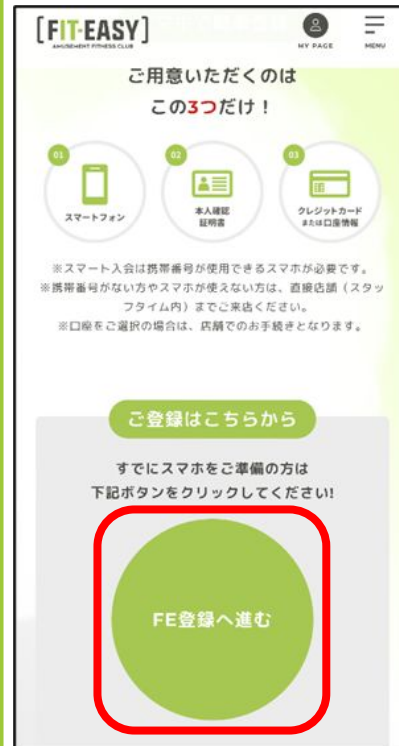 [FIT-EASY]
AMUSEMENT FITNESS CLUB
MY PAGE
MENU
ご用意いただくのは
この3つだけ！
01
02
03
スマートフォン
本人確認
証明書
クレジットカード
または口座情報
※スマート入会は携帯番号が使用できるスマホが必要です。
※携帯番号がない方やスマホが使えない方は、直接店舗（スタッ
フタイム内）までご来店ください。
※口座をご選択の場合は、店舗でのお手続きとなります。
ご登録はこちらから
すでにスマホをご準備の方は
下記ボタンをクリックしてください!
FE登録へ進む